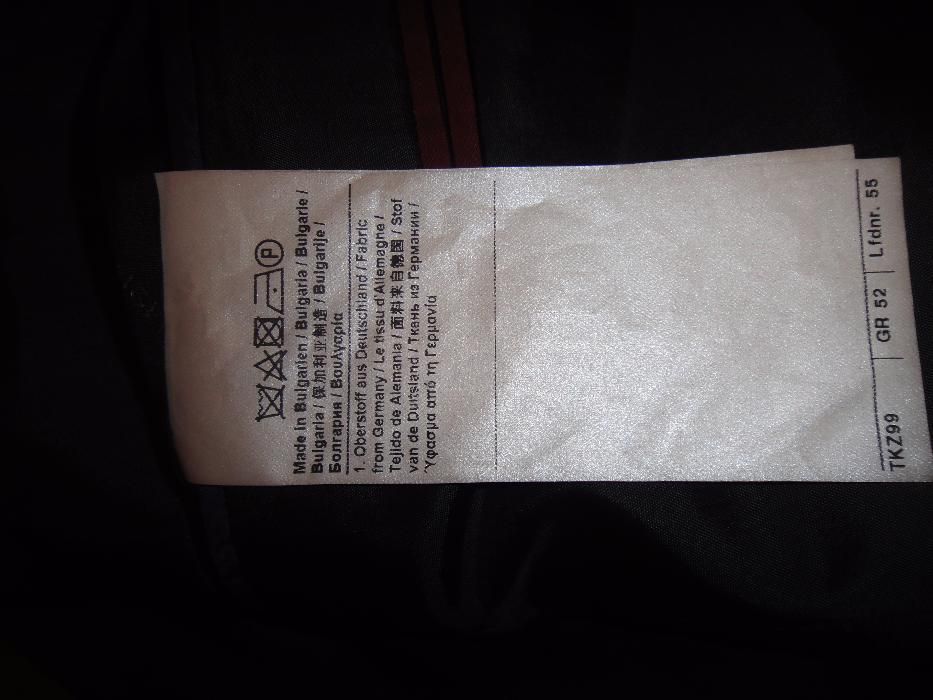 P
Made in Bulgarien / Bulgaria / Bulgarie /
Bulgaria / 保加利亚制造 / Bulgarije /
Болгария / Βουλγαρία
1. Oberstoff aus Deutschland / Fabric
from Germany / Le tissu d'Allemagne /
Tejido de Alemania / 面料来自德国 / Stof
van de Duitsland / Ткань из Германии /
Ύφασμα από τη Γερμανία
TKZ99 GR 52 Lfdnr. 55